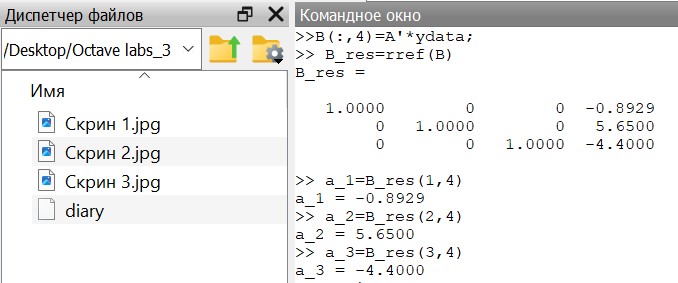 Диспетчер файлов
/Desktop/Octave labs_3
Имя
Скрин 1.jpg
Скрин 2.jpg
Скрин 3.jpg
diary
Командное окно
>>B(:,4)=A'*ydata;
>> B_res=rref(B)
B_res =
1.0000 0 0 -0.8929
0 1.0000 0 5.6500
0 0 1.0000 -4.4000
>> a_1=B_res(1,4)
a_1 = -0.8929
>> a_2=B_res(2,4)
a_2 = 5.6500
>> a_3=B_res(3,4)
a_3 = -4.4000